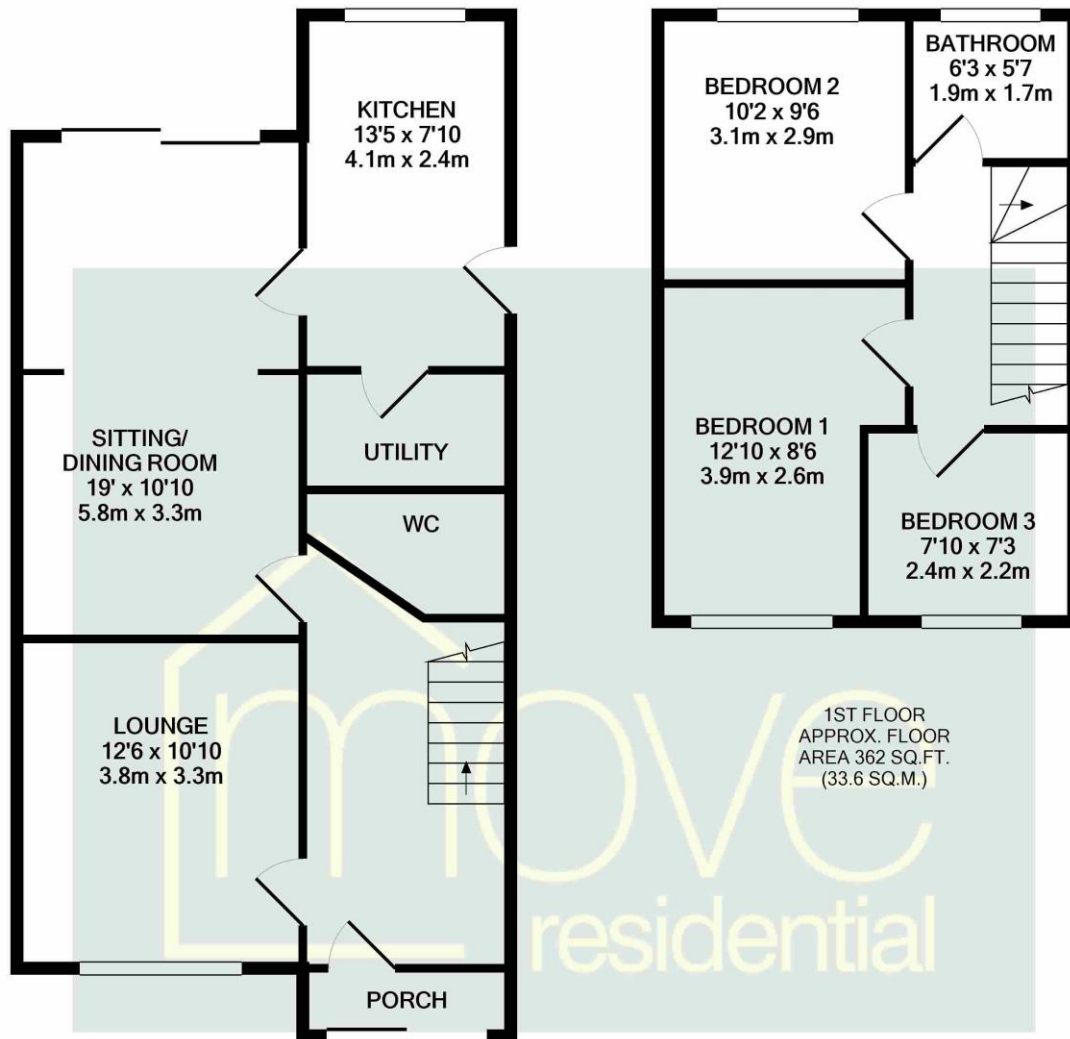 KITCHEN
13'5 x 7'10
4.1m x 2.4m
SITTING/
DINING ROOM
19' x 10'10
5.8m x 3.3m
UTILITY
WC
LOUNGE
12'6 x 10'10
3.8m x 3.3m
PORCH
BEDROOM 2
10'2 x 9'6
3.1m x 2.9m
BATHROOM
6'3 x 5'7
1.9m x 1.7m
BEDROOM 1
12'10 x 8'6
3.9m x 2.6m
BEDROOM 3
7'10 x 7'3
2.4m x 2.2m
1ST FLOOR
APPROX. FLOOR
AREA 362 SQ.FT.
(33.6 SQ.M.)
move
residential